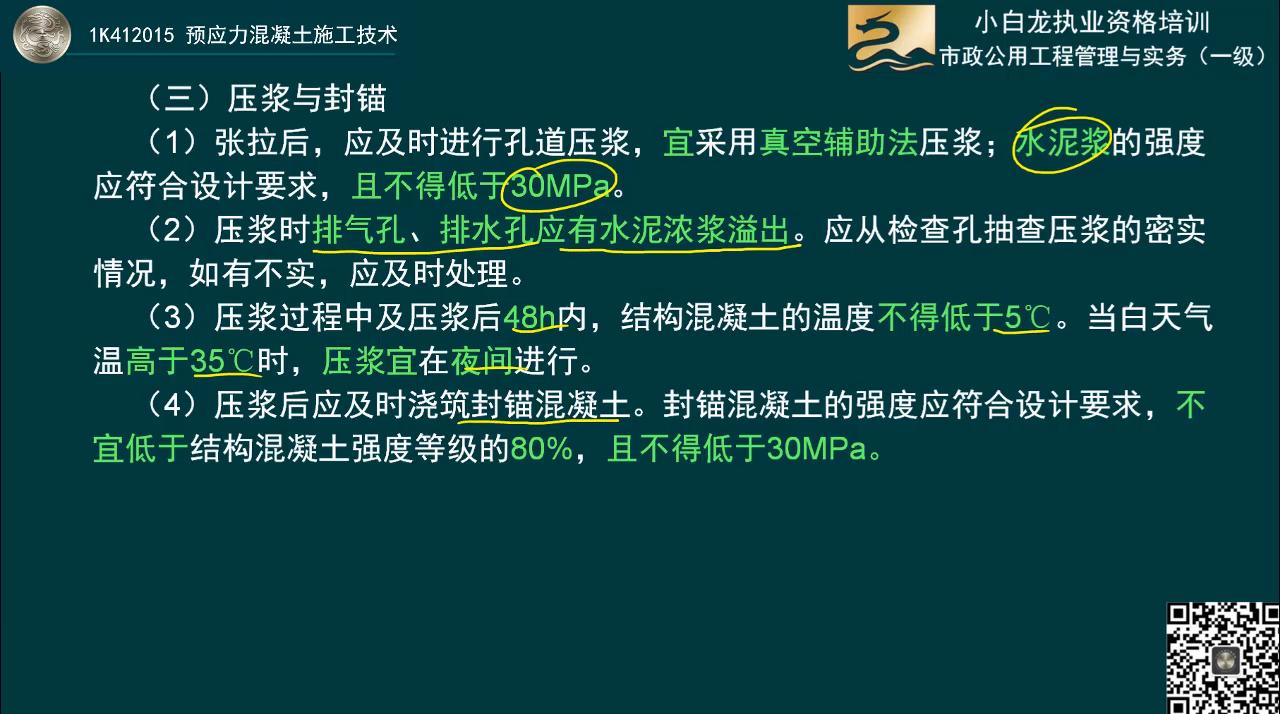 1K412015 预应力混凝土施工技术
小白龙执业资格培训
市政公用工程管理与实务（一级）
（三）压浆与封锚
（1）张拉后，应及时进行孔道压浆，宜采用真空辅助法压浆；水泥浆的强度
应符合设计要求，且不得低于30MPa。
（2）压浆时排气孔、排水孔应有水泥浓浆溢出。应从检查孔抽查压浆的密实
情况，如有不实，应及时处理。
（3）压浆过程中及压浆后48h内，结构混凝土的温度不得低于5℃。当白天气
温高于35℃时，压浆宜在夜间进行。
（4）压浆后应及时浇筑封锚混凝土。封锚混凝土的强度应符合设计要求，不
宜低于结构混凝土强度等级的80%，且不得低于30MPa。